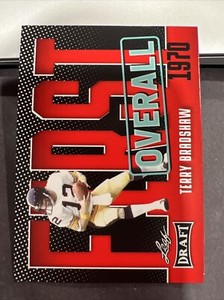 FIRST
OVERALL
1970
TERRY BRADSHAW
12
Leaf
DRAFT